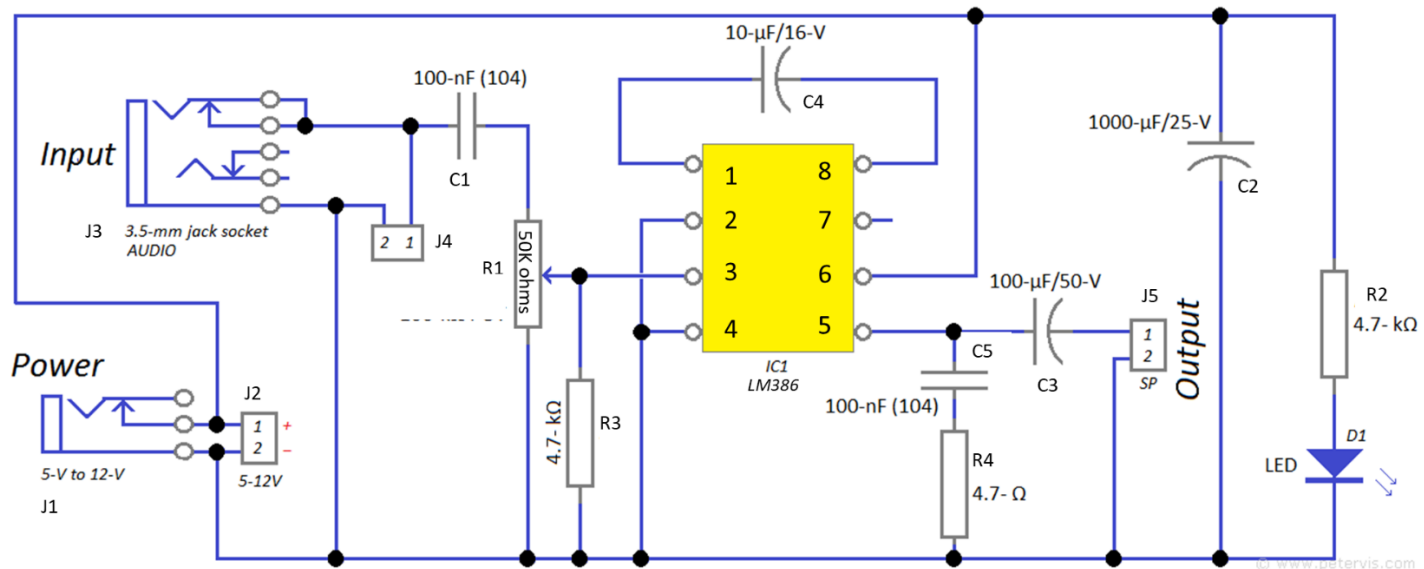 10-µF/16-V
C4
100-nF (104)
C1
Input
J3
3.5-mm jack socket
AUDIO
2 1
J4
R1
50K ohms
1
2
3
4
8
7
6
5
IC1
LM386
1000-µF/25-V
C2
100-µF/50-V
C3
J5
1
2
SP
Output
R2
4.7- kΩ
Power
J2
1
2
+
−
5-12V
5-V to 12-V
J1
4.7- kΩ
R3
C5
100-nF (104)
R4
4.7- Ω
D1
LED
© www.petervis.com